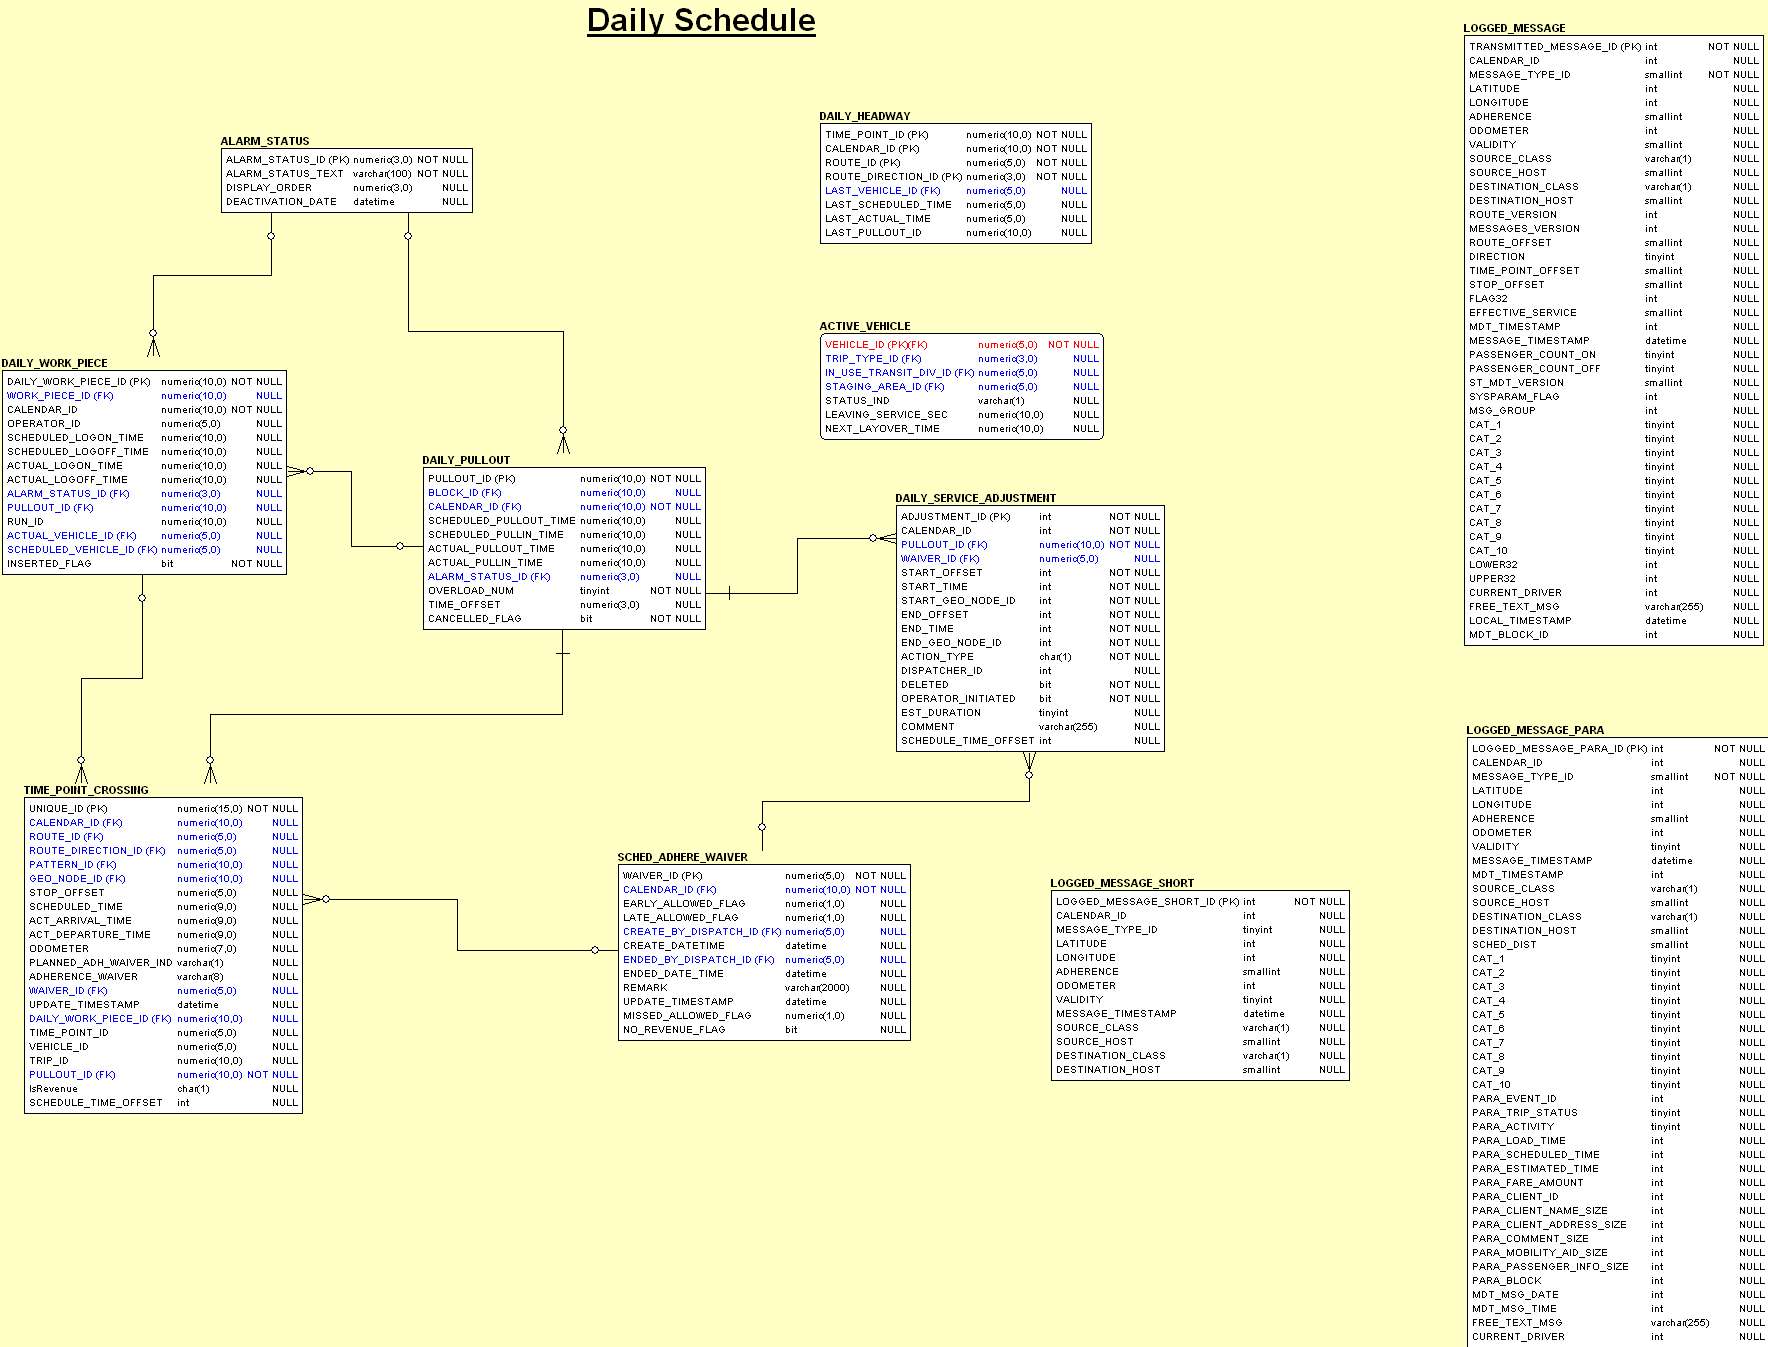 Daily Schedule
ALARM_STATUS
ALARM_STATUS_ID (PK) numeric(3,0) NOT NULL
ALARM_STATUS_TEXT varchar(100) NOT NULL
DISPLAY_ORDER numeric(3,0) NULL
DEACTIVATION_DATE datetime NULL
DAILY_HEADWAY
TIME_POINT_ID (PK) numeric(10,0) NOT NULL
CALENDAR_ID (PK) numeric(10,0) NOT NULL
ROUTE_ID (PK) numeric(5,0) NOT NULL
ROUTE_DIRECTION_ID (PK) numeric(3,0) NOT NULL
LAST_VEHICLE_ID (FK) numeric(5,0) NULL
LAST_SCHEDULED_TIME numeric(5,0) NULL
LAST_ACTUAL_TIME numeric(5,0) NULL
LAST_PULLOUT_ID numeric(10,0) NULL
ACTIVE_VEHICLE
VEHICLE_ID (PK)(FK) numeric(5,0) NOT NULL
TRIP_TYPE_ID (FK) numeric(3,0) NULL
IN_USE_TRANSIT_DIV_ID (FK) numeric(5,0) NULL
STAGING_AREA_ID (FK) numeric(5,0) NULL
STATUS_IND varchar(1) NULL
LEAVING_SERVICE_SEC numeric(10,0) NULL
NEXT_LAYOVER_TIME numeric(10,0) NULL
DAILY_WORK_PIECE
DAILY_WORK_PIECE_ID (PK) numeric(10,0) NOT NULL
WORK_PIECE_ID (FK) numeric(10,0) NULL
CALENDAR_ID numeric(10,0) NOT NULL
OPERATOR_ID numeric(5,0) NULL
SCHEDULED_LOGON_TIME numeric(10,0) NULL
SCHEDULED_LOGOFF_TIME numeric(10,0) NULL
ACTUAL_LOGON_TIME numeric(10,0) NULL
ACTUAL_LOGOFF_TIME numeric(10,0) NULL
ALARM_STATUS_ID (FK) numeric(3,0) NULL
PULLOUT_ID (FK) numeric(10,0) NULL
RUN_ID numeric(10,0) NULL
ACTUAL_VEHICLE_ID (FK) numeric(5,0) NULL
SCHEDULED_VEHICLE_ID (FK) numeric(5,0) NULL
INSERTED_FLAG bit NOT NULL
DAILY_PULLOUT
PULLOUT_ID (PK) numeric(10,0) NOT NULL
BLOCK_ID (FK) numeric(10,0) NULL
CALENDAR_ID (FK) numeric(10,0) NOT NULL
SCHEDULED_PULLOUT_TIME numeric(10,0) NULL
SCHEDULED_PULLIN_TIME numeric(10,0) NULL
ACTUAL_PULLOUT_TIME numeric(10,0) NULL
ACTUAL_PULLIN_TIME numeric(10,0) NULL
ALARM_STATUS_ID (FK) numeric(3,0) NULL
OVERLOAD_NUM tinyint NOT NULL
TIME_OFFSET numeric(3,0) NULL
CANCELLED_FLAG bit NOT NULL
DAILY_SERVICE_ADJUSTMENT
ADJUSTMENT_ID (PK) int NOT NULL
CALENDAR_ID int NOT NULL
PULLOUT_ID (FK) numeric(10,0) NOT NULL
WAIVER_ID (FK) numeric(5,0) NULL
START_OFFSET int NOT NULL
START_TIME int NOT NULL
START_GEO_NODE_ID int NOT NULL
END_OFFSET int NOT NULL
END_TIME int NOT NULL
END_GEO_NODE_ID int NOT NULL
ACTION_TYPE char(1) NOT NULL
DISPATCHER_ID int NULL
DELETED bit NOT NULL
OPERATOR_INITIATED bit NOT NULL
EST_DURATION tinyint NULL
COMMENT varchar(255) NULL
SCHEDULE_TIME_OFFSET int NULL
TIME_POINT_CROSSING
UNIQUE_ID (PK) numeric(15,0) NOT NULL
CALENDAR_ID (FK) numeric(10,0) NULL
ROUTE_ID (FK) numeric(5,0) NULL
ROUTE_DIRECTION_ID (FK) numeric(5,0) NULL
PATTERN_ID (FK) numeric(10,0) NULL
GEO_NODE_ID (FK) numeric(10,0) NULL
STOP_OFFSET numeric(5,0) NULL
SCHEDULED_TIME numeric(9,0) NULL
ACT_ARRIVAL_TIME numeric(9,0) NULL
ACT_DEPARTURE_TIME numeric(9,0) NULL
ODOMETER numeric(7,0) NULL
PLANNED_ADH_WAIVER_IND varchar(1) NULL
ADHERENCE_WAIVER varchar(8) NULL
WAIVER_ID (FK) numeric(5,0) NULL
UPDATE_TIMESTAMP datetime NULL
DAILY_WORK_PIECE_ID (FK) numeric(10,0) NULL
TIME_POINT_ID numeric(5,0) NULL
VEHICLE_ID numeric(5,0) NULL
TRIP_ID numeric(10,0) NULL
PULLOUT_ID (FK) numeric(10,0) NOT NULL
IsRevenue char(1) NULL
SCHEDULE_TIME_OFFSET int NULL
SCHED_ADHERE_WAIVER
WAIVER_ID (PK) numeric(5,0) NOT NULL
CALENDAR_ID (FK) numeric(10,0) NOT NULL
EARLY_ALLOWED_FLAG numeric(1,0) NULL
LATE_ALLOWED_FLAG numeric(1,0) NULL
CREATE_BY_DISPATCH_ID (FK) numeric(5,0) NULL
CREATE_DATETIME datetime NULL
ENDED_BY_DISPATCH_ID (FK) numeric(5,0) NULL
ENDED_DATE_TIME datetime NULL
REMARK varchar(2000) NULL
UPDATE_TIMESTAMP datetime NULL
MISSED_ALLOWED_FLAG numeric(1,0) NULL
NO_REVENUE_FLAG bit NULL
LOGGED_MESSAGE_SHORT
LOGGED_MESSAGE_SHORT_ID (PK) int NOT NULL
CALENDAR_ID int NULL
MESSAGE_TYPE_ID tinyint NULL
LATITUDE int NULL
LONGITUDE int NULL
ADHERENCE smallint NULL
ODOMETER int NULL
VALIDITY tinyint NULL
MESSAGE_TIMESTAMP datetime NULL
SOURCE_CLASS varchar(1) NULL
SOURCE_HOST smallint NULL
DESTINATION_CLASS varchar(1) NULL
DESTINATION_HOST smallint NULL
LOGGED_MESSAGE
TRANSMITTED_MESSAGE_ID (PK) int NOT NULL
CALENDAR_ID int NULL
MESSAGE_TYPE_ID smallint NOT NULL
LATITUDE int NULL
LONGITUDE int NULL
ADHERENCE smallint NULL
ODOMETER int NULL
VALIDITY smallint NULL
SOURCE_CLASS varchar(1) NULL
SOURCE_HOST smallint NULL
DESTINATION_CLASS varchar(1) NULL
DESTINATION_HOST smallint NULL
ROUTE_VERSION int NULL
MESSAGES_VERSION int NULL
ROUTE_OFFSET smallint NULL
DIRECTION tinyint NULL
TIME_POINT_OFFSET smallint NULL
STOP_OFFSET smallint NULL
FLAG32 int NULL
EFFECTIVE_SERVICE smallint NULL
MDT_TIMESTAMP int NULL
MESSAGE_TIMESTAMP datetime NULL
PASSENGER_COUNT_ON tinyint NULL
PASSENGER_COUNT_OFF tinyint NULL
ST_MDT_VERSION smallint NULL
SYSPARAM_FLAG int NULL
MSG_GROUP int NULL
CAT_1 tinyint NULL
CAT_2 tinyint NULL
CAT_3 tinyint NULL
CAT_4 tinyint NULL
CAT_5 tinyint NULL
CAT_6 tinyint NULL
CAT_7 tinyint NULL
CAT_8 tinyint NULL
CAT_9 tinyint NULL
CAT_10 tinyint NULL
LOWER32 int NULL
UPPER32 int NULL
CURRENT_DRIVER int NULL
FREE_TEXT_MSG varchar(255) NULL
LOCAL_TIMESTAMP datetime NULL
MDT_BLOCK_ID int NULL
LOGGED_MESSAGE_PARA
LOGGED_MESSAGE_PARA_ID (PK) int NOT NULL
CALENDAR_ID int NULL
MESSAGE_TYPE_ID smallint NOT NULL
LATITUDE int NULL
LONGITUDE int NULL
ADHERENCE smallint NULL
ODOMETER int NULL
VALIDITY tinyint NULL
MESSAGE_TIMESTAMP datetime NULL
MDT_TIMESTAMP int NULL
SOURCE_CLASS varchar(1) NULL
SOURCE_HOST smallint NULL
DESTINATION_CLASS varchar(1) NULL
DESTINATION_HOST smallint NULL
SCHED_DIST smallint NULL
CAT_1 tinyint NULL
CAT_2 tinyint NULL
CAT_3 tinyint NULL
CAT_4 tinyint NULL
CAT_5 tinyint NULL
CAT_6 tinyint NULL
CAT_7 tinyint NULL
CAT_8 tinyint NULL
CAT_9 tinyint NULL
CAT_10 tinyint NULL
PARA_EVENT_ID int NULL
PARA_TRIP_STATUS tinyint NULL
PARA_ACTIVITY tinyint NULL
PARA_LOAD_TIME int NULL
PARA_SCHEDULED_TIME int NULL
PARA_ESTIMATED_TIME int NULL
PARA_FARE_AMOUNT int NULL
PARA_CLIENT_ID int NULL
PARA_CLIENT_NAME_SIZE int NULL
PARA_CLIENT_ADDRESS_SIZE int NULL
PARA_COMMENT_SIZE int NULL
PARA_MOBILITY_AID_SIZE int NULL
PARA_PASSENGER_INFO_SIZE int NULL
PARA_BLOCK int NULL
MDT_MSG_DATE int NULL
MDT_MSG_TIME int NULL
FREE_TEXT_MSG varchar(255) NULL
CURRENT_DRIVER int NULL